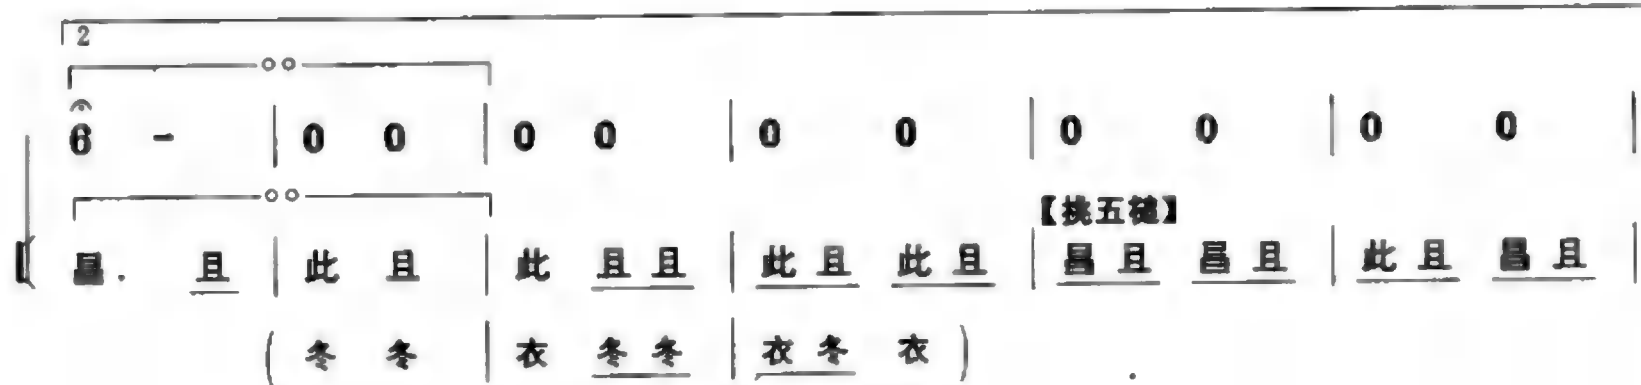 2
6 - | 0 0 | 0 0 | 0 0 | 0 0 | 0 0 |
【挑五槌】
昌. 且 | 此 且 | 此 且且 | 此且 此且 | 昌且 昌且 | 此且 昌且 |
( 冬 冬 | 衣 冬冬 | 衣冬 衣 )